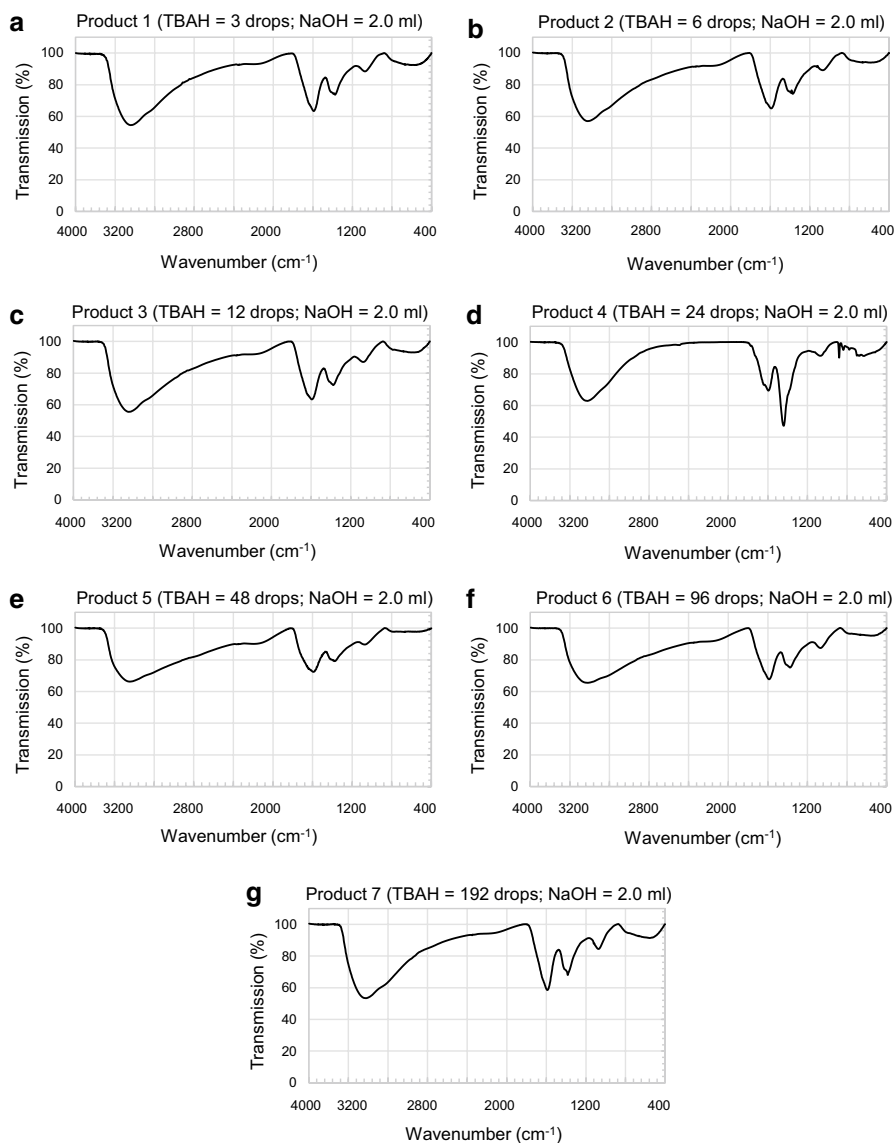 a
Product 1 (TBAH = 3 drops; NaOH = 2.0 ml)
Transmission (%)
100
80
60
40
20
0
4000 3200 2800 2000 1200 400
Wavenumber (cm-1)
b
Product 2 (TBAH = 6 drops; NaOH = 2.0 ml)
Transmission (%)
100
80
60
40
20
0
4000 3200 2800 2000 1200 400
Wavenumber (cm-1)
c
Product 3 (TBAH = 12 drops; NaOH = 2.0 ml)
Transmission (%)
100
80
60
40
20
0
4000 3200 2800 2000 1200 400
Wavenumber (cm-1)
d
Product 4 (TBAH = 24 drops; NaOH = 2.0 ml)
Transmission (%)
100
80
60
40
20
0
4000 3200 2800 2000 1200 400
Wavenumber (cm-1)
e
Product 5 (TBAH = 48 drops; NaOH = 2.0 ml)
Transmission (%)
100
80
60
40
20
0
4000 3200 2800 2000 1200 400
Wavenumber (cm-1)
f
Product 6 (TBAH = 96 drops; NaOH = 2.0 ml)
Transmission (%)
100
80
60
40
20
0
4000 3200 2800 2000 1200 400
Wavenumber (cm-1)
g
Product 7 (TBAH = 192 drops; NaOH = 2.0 ml)
Transmission (%)
100
80
60
40
20
0
4000 3200 2800 2000 1200 400
Wavenumber (cm-1)